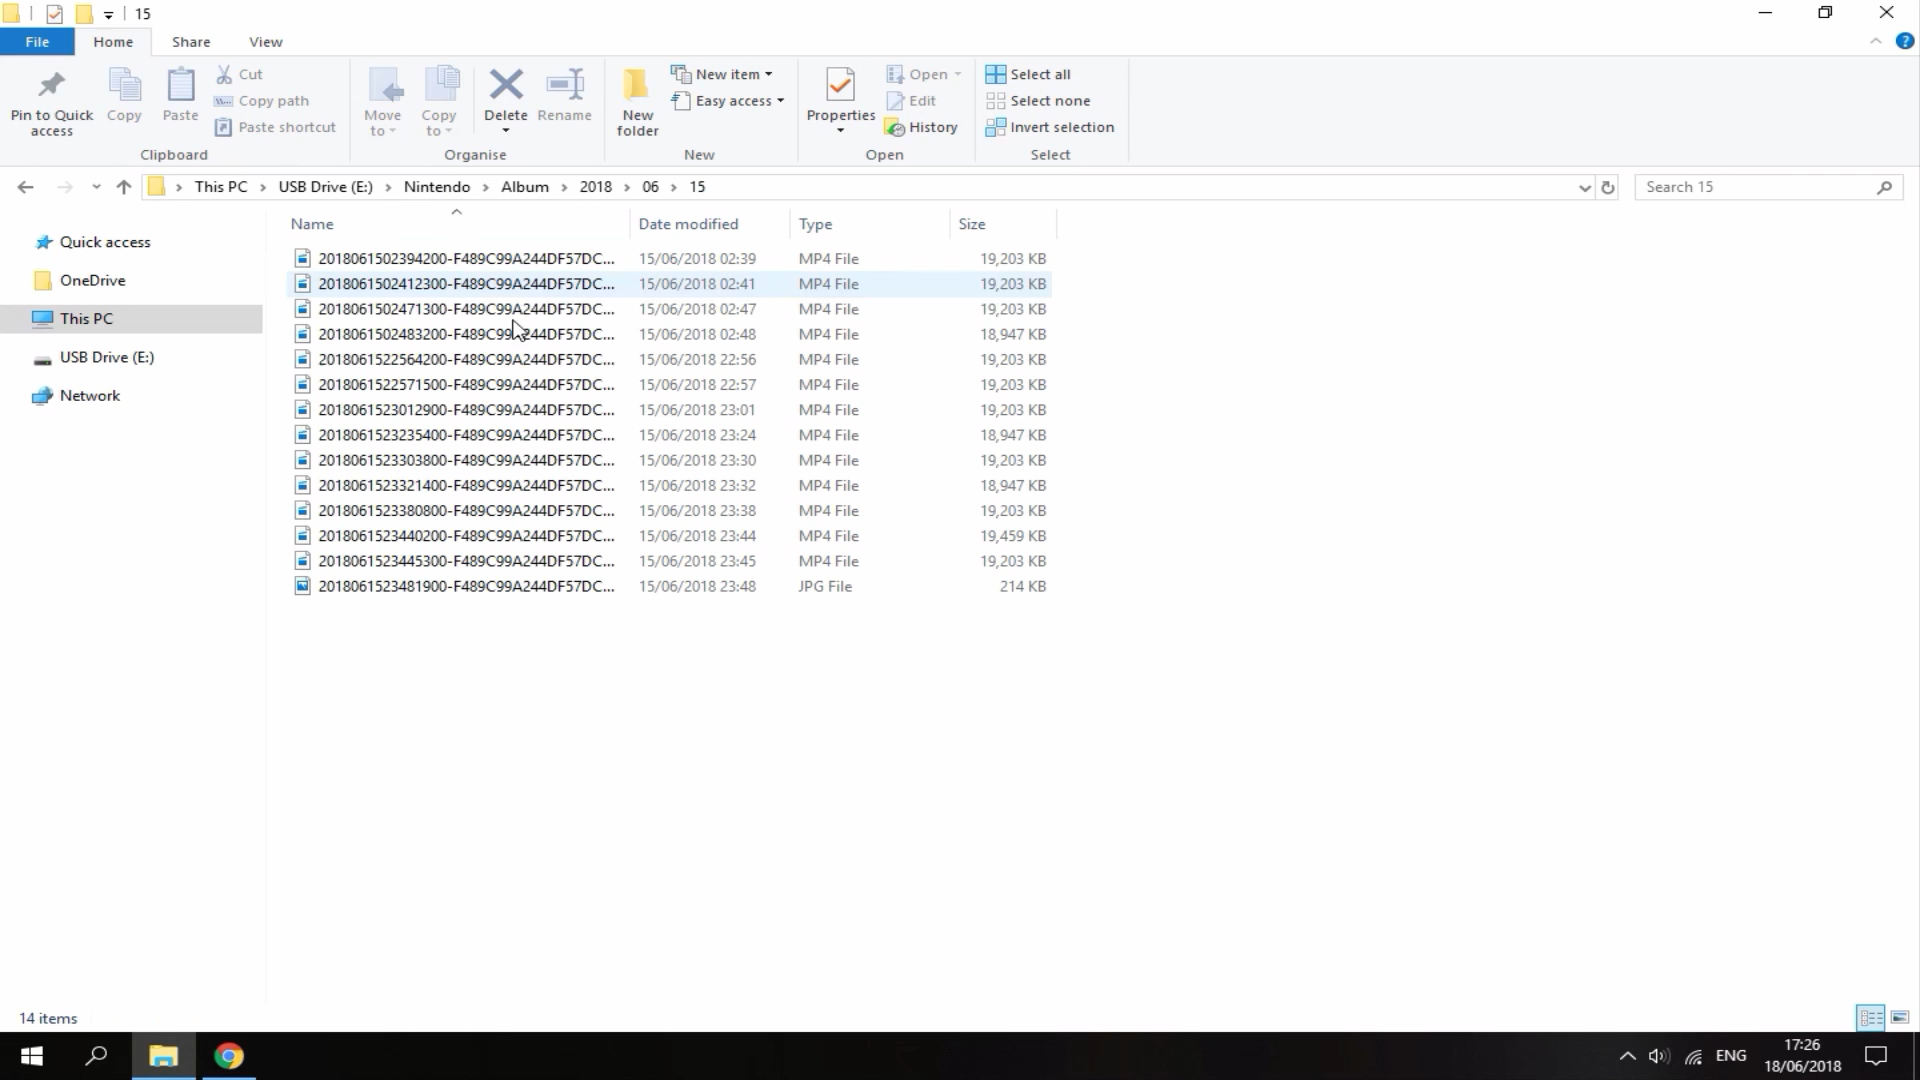 15
File Home Share View
Pin to Quick access
Copy
Paste
Cut
Copy path
Paste shortcut
Clipboard
Move to
Copy to
Delete
Rename
Organise
New folder
New item
Easy access
New
Properties
Open
Edit
History
Open
Select all
Select none
Invert selection
Select
This PC > USB Drive (E:) > Nintendo > Album > 2018 > 06 > 15
Search 15
Quick access
OneDrive
This PC
USB Drive (E:)
Network
Name Date modified Type Size
2018061502394200-F489C99A244DF57DC... 15/06/2018 02:39 MP4 File 19,203 KB
2018061502412300-F489C99A244DF57DC... 15/06/2018 02:41 MP4 File 19,203 KB
2018061502471300-F489C99A244DF57DC... 15/06/2018 02:47 MP4 File 19,203 KB
2018061502483200-F489C99A244DF57DC... 15/06/2018 02:48 MP4 File 18,947 KB
2018061522564200-F489C99A244DF57DC... 15/06/2018 22:56 MP4 File 19,203 KB
2018061522571500-F489C99A244DF57DC... 15/06/2018 22:57 MP4 File 19,203 KB
2018061523012900-F489C99A244DF57DC... 15/06/2018 23:01 MP4 File 19,203 KB
2018061523235400-F489C99A244DF57DC... 15/06/2018 23:24 MP4 File 18,947 KB
2018061523303800-F489C99A244DF57DC... 15/06/2018 23:30 MP4 File 19,203 KB
2018061523321400-F489C99A244DF57DC... 15/06/2018 23:32 MP4 File 18,947 KB
2018061523380800-F489C99A244DF57DC... 15/06/2018 23:38 MP4 File 19,203 KB
2018061523440200-F489C99A244DF57DC... 15/06/2018 23:44 MP4 File 19,459 KB
2018061523445300-F489C99A244DF57DC... 15/06/2018 23:45 MP4 File 19,203 KB
2018061523481900-F489C99A244DF57DC... 15/06/2018 23:48 JPG File 214 KB
14 items
ENG
17:26
18/06/2018